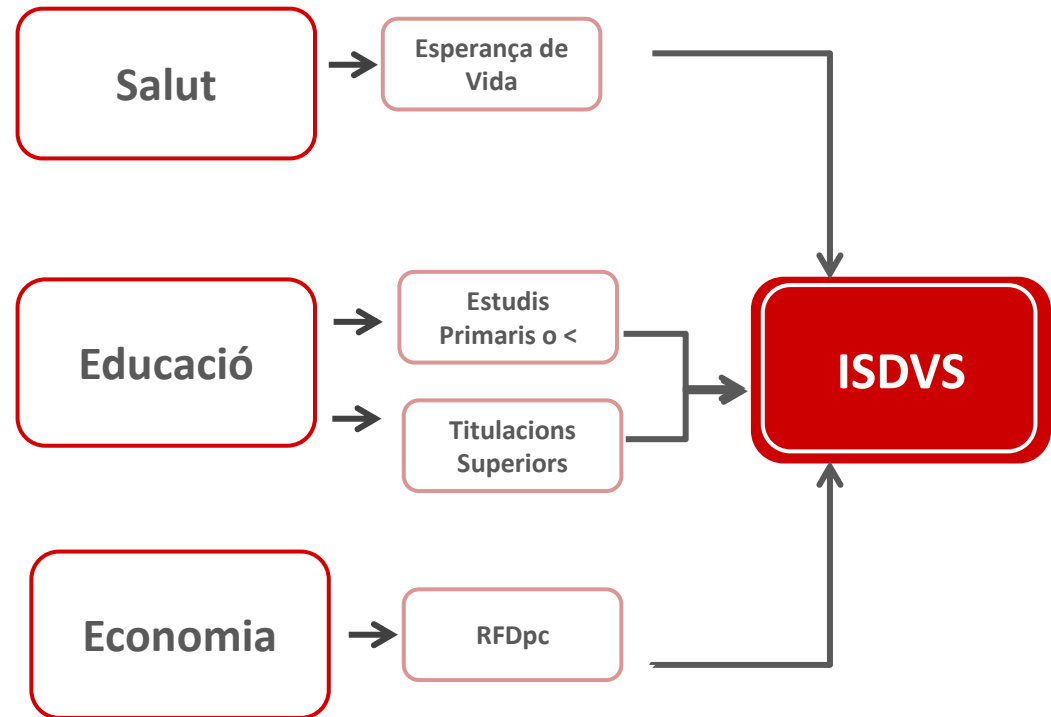 Salut
Esperança de
Vida
Educació
Estudis
Primaris o <
Titulacions
Superiors
ISDVS
Economia
RFDpc